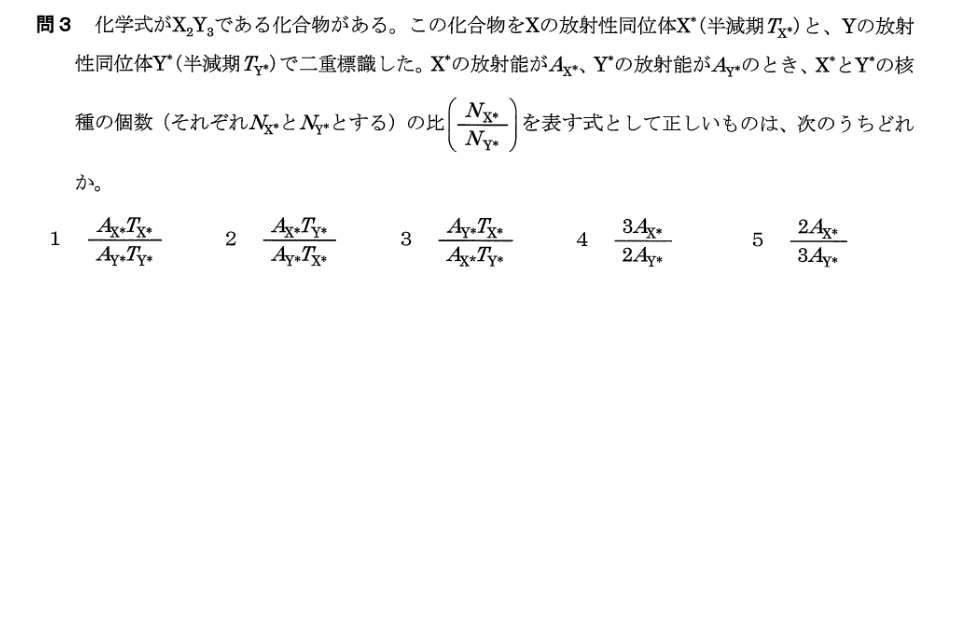 問3 化学式がX₂Y₃である化合物がある。この化合物をXの放射性同位体X*(半減期T_X*)と、Yの放射
性同位体Y*(半減期T_Y*)で二重標識した。X*の放射能がA_X*、Y*の放射能がA_Y*のとき、X*とY*の核
種の個数（それぞれN_X*とN_Y*とする）の比(N_X*/N_Y*)を表す式として正しいものは、次のうちどれ
か。
1 A_X*T_X*/A_Y*T_Y* 2 A_X*T_Y*/A_Y*T_X* 3 A_Y*T_X*/A_X*T_Y* 4 3A_X*/2A_Y* 5 2A_X*/3A_Y*